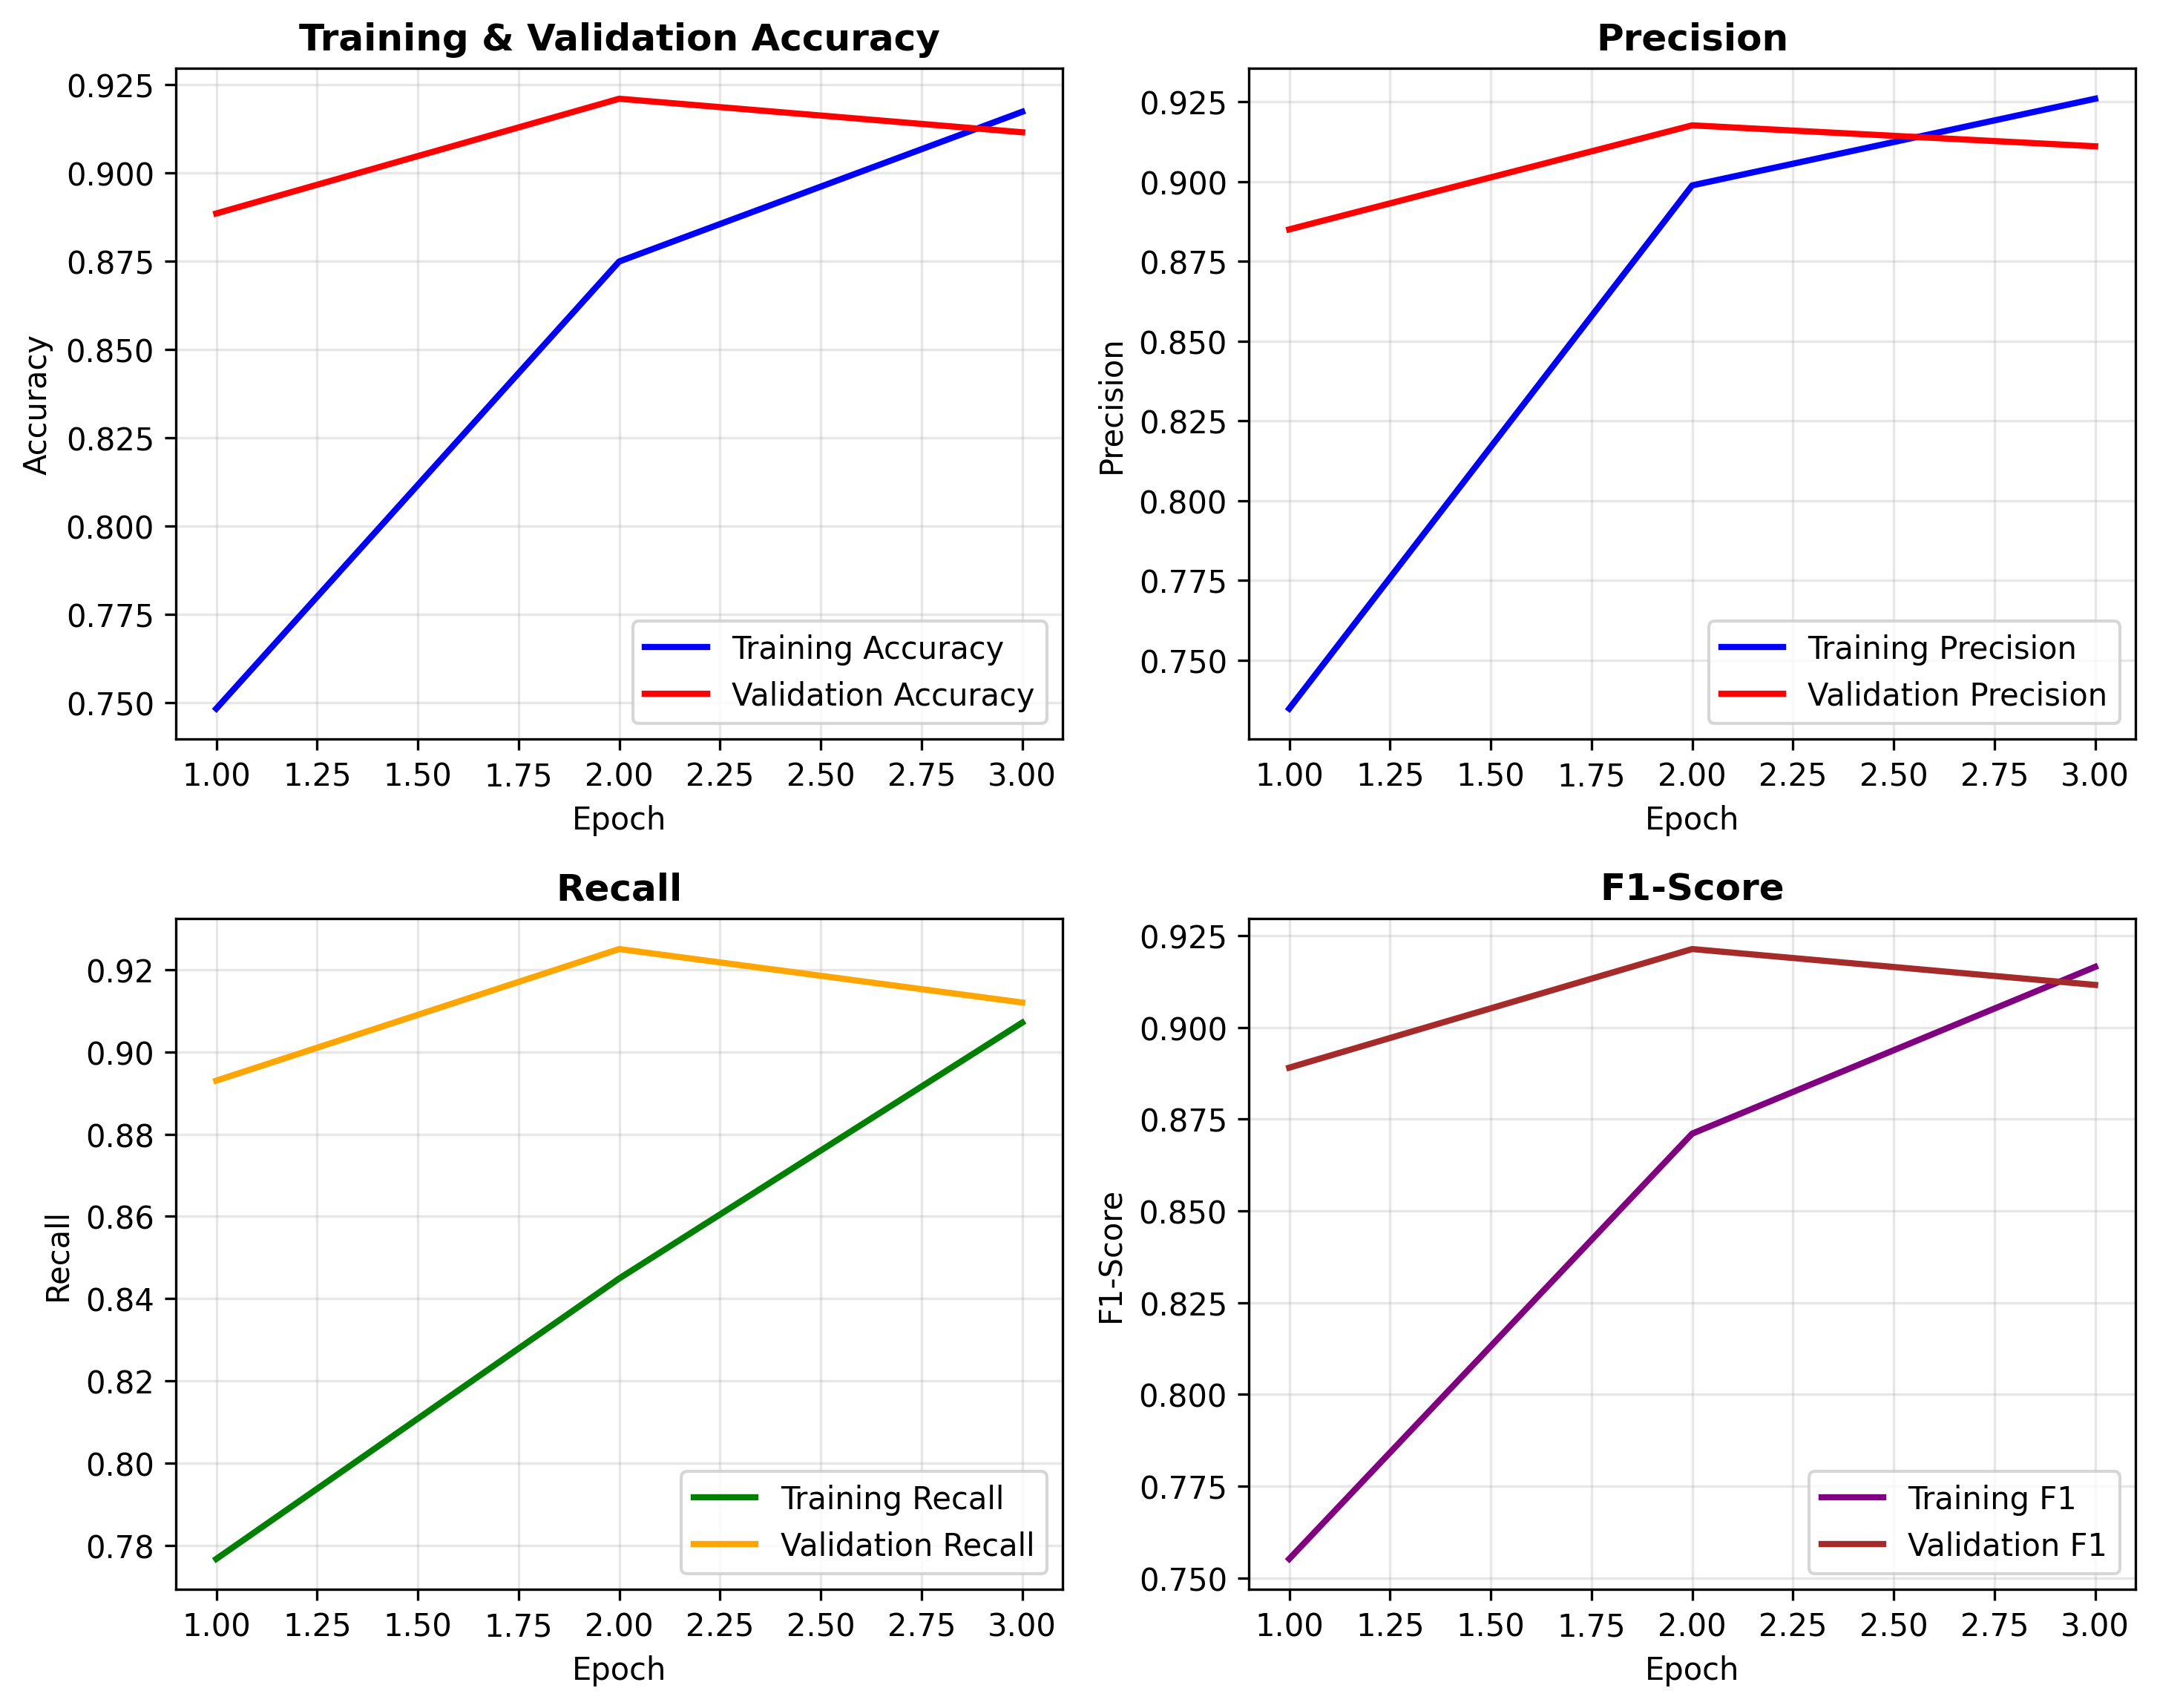 Training & Validation Accuracy
0.925
0.900
0.875
0.850
0.825
0.800
0.775
0.750
Accuracy
Training Accuracy
Validation Accuracy
1.00 1.25 1.50 1.75 2.00 2.25 2.50 2.75 3.00
Epoch
Precision
0.925
0.900
0.875
0.850
0.825
0.800
0.775
0.750
Precision
Training Precision
Validation Precision
1.00 1.25 1.50 1.75 2.00 2.25 2.50 2.75 3.00
Epoch
Recall
0.92
0.90
0.88
0.86
0.84
0.82
0.80
0.78
Recall
Training Recall
Validation Recall
1.00 1.25 1.50 1.75 2.00 2.25 2.50 2.75 3.00
Epoch
F1-Score
0.925
0.900
0.875
0.850
0.825
0.800
0.775
0.750
F1-Score
Training F1
Validation F1
1.00 1.25 1.50 1.75 2.00 2.25 2.50 2.75 3.00
Epoch